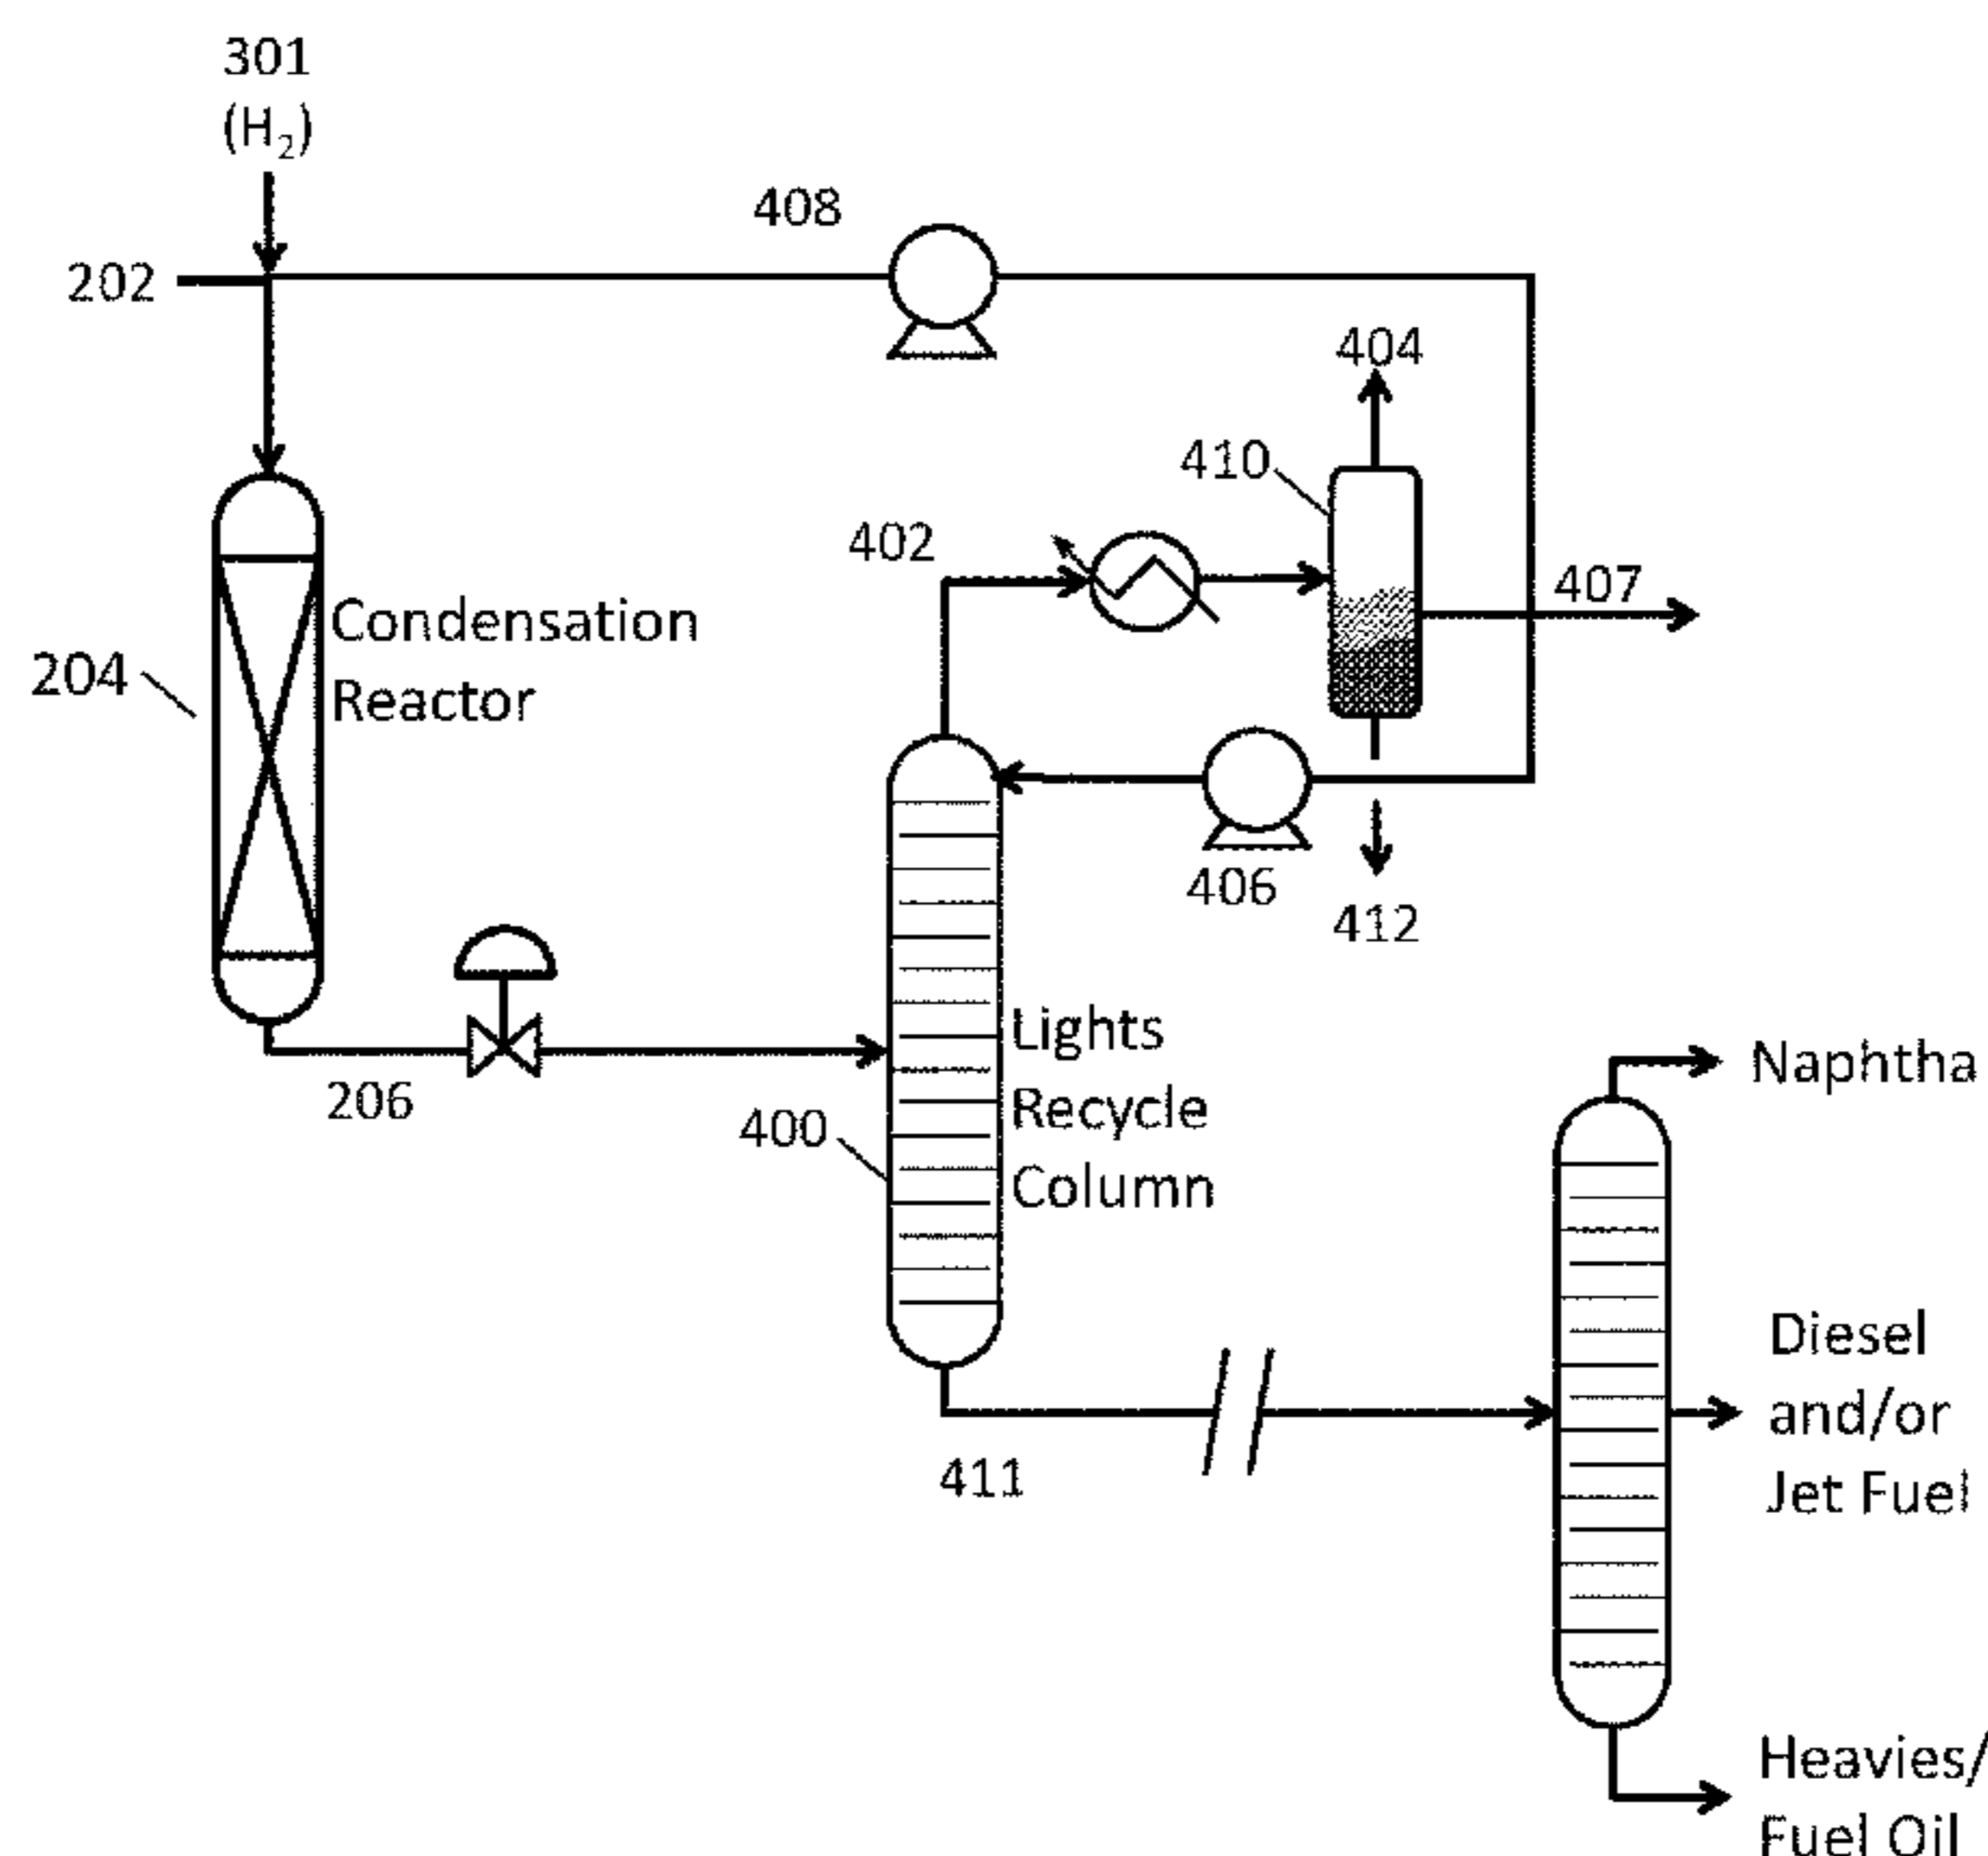 301
(H₂)
408
202
404
410
402
407
Condensation
Reactor
204
406
412
206
Lights
Recycle
Column
400
Naphtha
Diesel
and/or
Jet Fuel
411
Heavies/
Fuel Oil